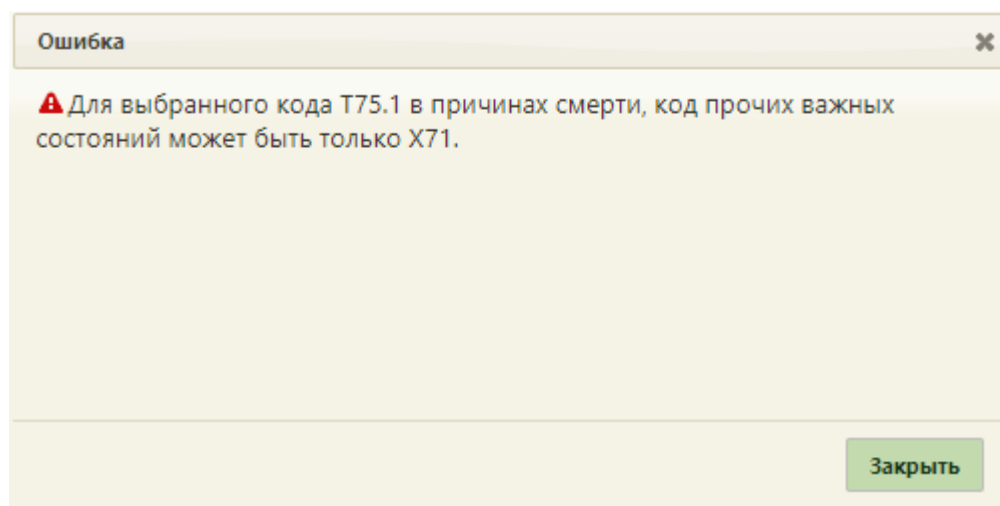 Ошибка
Для выбранного кода T75.1 в причинах смерти, код прочих важных
состояний может быть только X71.
Закрыть